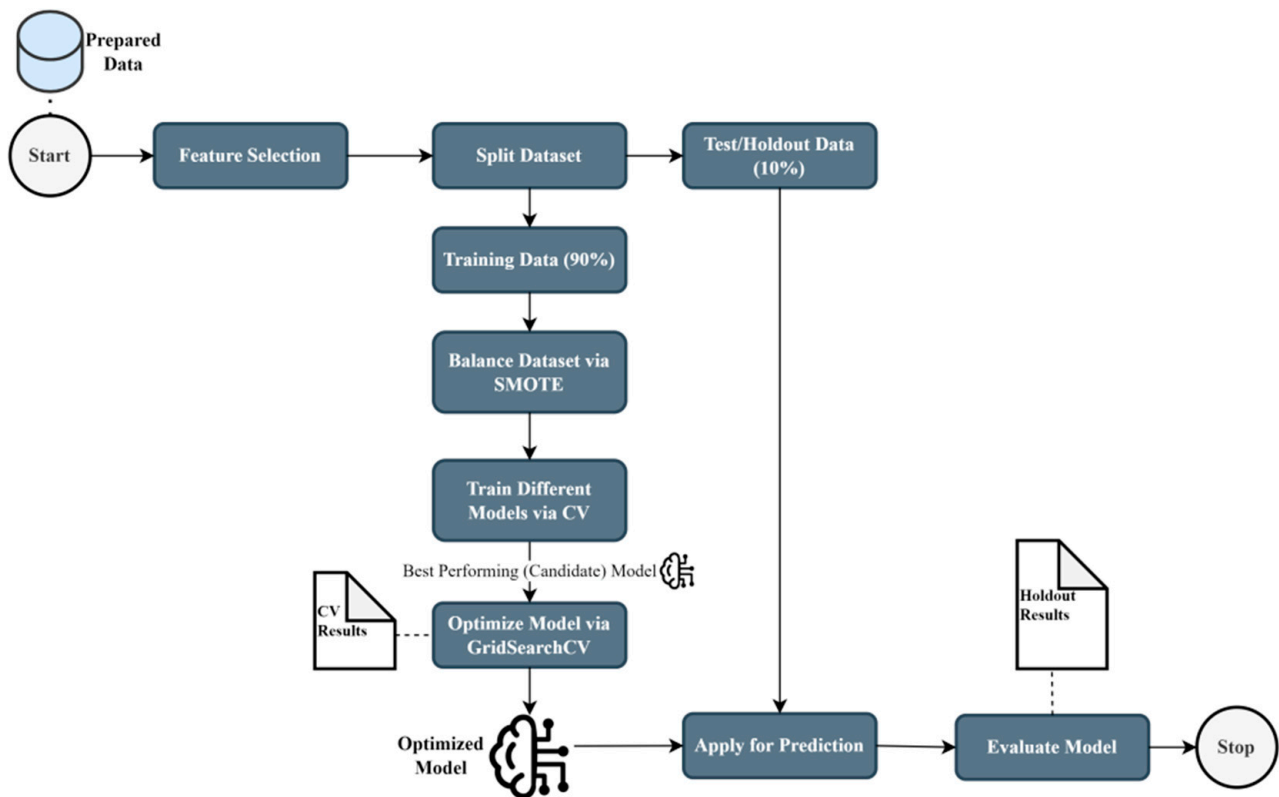 Prepared
Data
Start
Feature Selection
Split Dataset
Test/Holdout Data
(10%)
Training Data (90%)
Balance Dataset via
SMOTE
Train Different
Models via CV
Best Performing (Candidate) Model
CV
Results
Optimize Model via
GridSearchCV
Holdout
Results
Optimized
Model
Apply for Prediction
Evaluate Model
Stop